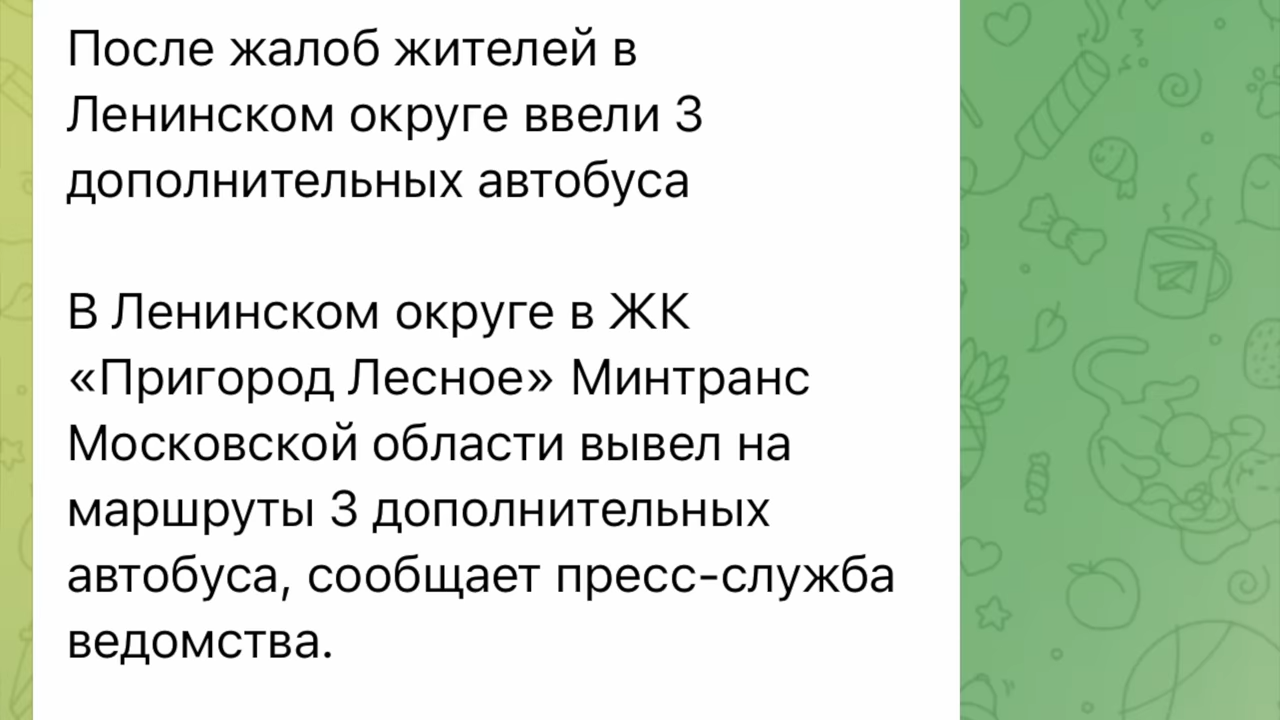 После жалоб жителей в
Ленинском округе ввели 3
дополнительных автобуса
В Ленинском округе в ЖК
«Пригород Лесное» Минтранс
Московской области вывел на
маршруты 3 дополнительных
автобуса, сообщает пресс-служба
ведомства.